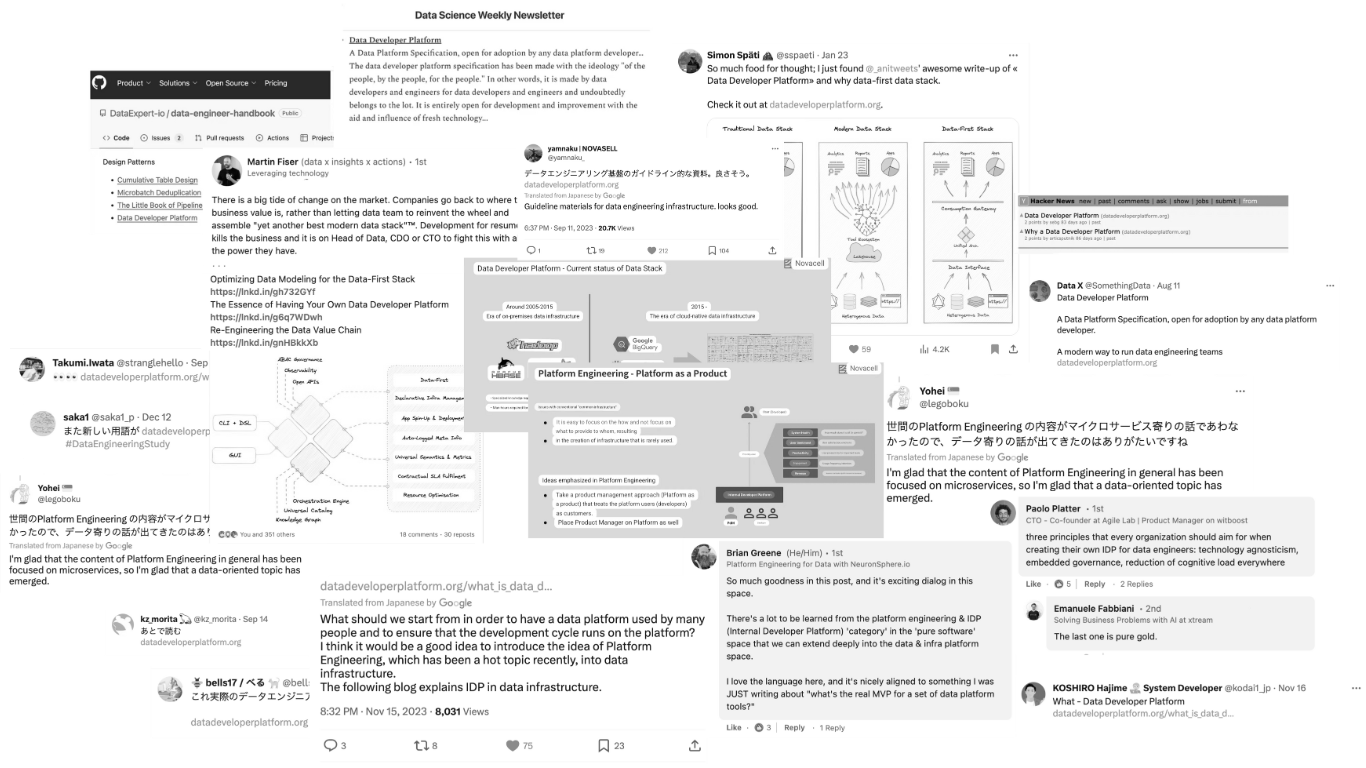 Data Science Weekly Newsletter
Data Developer Platform
A Data Platform Specification, open for adoption by any data platform developer...
The data developer platform specification has been made with the ideology "of the
people, by the people, for the people." In other words, it is made by data
developers and engineers for data developers and engineers and undoubtedly
belongs to the lot. It is entirely open for development and improvement with the
aid and influence of fresh technology...
Product Solutions Open Source Pricing
DataExpert-io / data-engineer-handbook Public
Code Issues 2 Pull requests Actions Projects
Design Patterns
Cumulative Table Design
Microbatch Deduplication
The Little Book of Pipeline
Data Developer Platform
Martin Fiser (data x insights x actions) • 1st
Leveraging technology
There is a big tide of change on the market. Companies go back to where t
business value is, rather than letting data team to reinvent the wheel and
assemble "yet another best modern data stack"™. Development for resume
kills the business and it is on Head of Data, CDO or CTO to fight this with a
the power they have.
. . .
Optimizing Data Modeling for the Data-First Stack
https://lnkd.in/gh732GYf
The Essence of Having Your Own Data Developer Platform
https://lnkd.in/g6q7WDwh
Re-Engineering the Data Value Chain
https://lnkd.in/gnHBkkXb
ABAC Governance
Observability
Open APIs
CLI + DSL
GUI
Orchestration Engine
Universal Catalog
Knowledge Graph
Data-First
Declarative Infra Manag
App Spin-Up & Deploymen
Auto-Logged Meta Info
Universal Semantics & Metrics
Contractual SLA Fulfilment
Resource Optimisation
You and 351 others
18 comments · 30 reposts
yamnaku | NOVASELL
@yamnaku_
データエンジニアリング基盤のガイドライン的な資料。良さそう。
datadeveloperplatform.org
Translated from Japanese by Google
Guideline materials for data engineering infrastructure. looks good.
6:37 PM · Sep 11, 2023 · 20.7K Views
1 19 212 104
Simon Späti @sspaeti · Jan 23
So much food for thought; I just found @_anitweets' awesome write-up of «
Data Developer Platform» and why data-first data stack.
Check it out at datadeveloperplatform.org.
Traditional Data Stack
Modern Data Stack
Data-First Stack
Analytics Reports Apps
Analytics Reports Apps
Tool Ecosystem
Consumption Gateway
Data Interface
Heterogenous Data
Heterogenous Data
59 4.2K
Hacker News new | past | comments | ask | show | jobs | submit | from
Data Developer Platform (datadeveloperplatform.org)
Why a Data Developer Platform (datadeveloperplatform.org)
Data X @SomethingData · Aug 11
Data Developer Platform
A Data Platform Specification, open for adoption by any data platform
developer.
A modern way to run data engineering teams
datadeveloperplatform.org
Data Developer Platform - Current status of Data Stack
Novacell
Around 2005-2015
Era of on-premises data infrastructure
2015 -
The era of cloud-native data infrastructure
Google
BigQuery
Platform Engineering - Platform as a Product
Novacell
It is easy to focus on the how and not focus on
what to provide to whom, resulting
in the creation of infrastructure that is rarely used.
Ideas emphasized in Platform Engineering
Take a product management approach (Platform as
a product) that treats the platform users (developers)
as customers.
Place Product Manager on Platform as well
Internal Developer Platform
Takumi.Iwata @stranglehello · Sep
datadeveloperplatform.org/w
saka1 @saka1_p · Dec 12
また新しい用語が datadeveloperp
#DataEngineeringStudy
Yohei
@legoboku
世間のPlatform Engineering の内容がマイクロサ
かったので、データ寄りの話が出てきたのはあり
Translated from Japanese by Google
I'm glad that the content of Platform Engineering in general has been
focused on microservices, so I'm glad that a data-oriented topic has
emerged.
Yohei
@legoboku
世間のPlatform Engineering の内容がマイクロサービス寄りの話であわな
かったので、データ寄りの話が出てきたのはありがたいですね
Translated from Japanese by Google
I'm glad that the content of Platform Engineering in general has been
focused on microservices, so I'm glad that a data-oriented topic has
emerged.
kz_morita @kz_morita · Sep 14
あとで読む
datadeveloperplatform.org
bells17 / べる @bell
これ実際のデータエンジニア
datadeveloperplatform.org
datadeveloperplatform.org/what_is_data_d...
Translated from Japanese by Google
What should we start from in order to have a data platform used by many
people and to ensure that the development cycle runs on the platform?
I think it would be a good idea to introduce the idea of Platform
Engineering, which has been a hot topic recently, into data
infrastructure.
The following blog explains IDP in data infrastructure.
8:32 PM · Nov 15, 2023 · 8,031 Views
3 8 75 23
Brian Greene (He/Him) • 1st
Platform Engineering for Data with NeuronSphere.io
So much goodness in this post, and it's exciting dialog in this
space.
There's a lot to be learned from the platform engineering & IDP
(Internal Developer Platform) 'category' in the 'pure software'
space that we can extend deeply into the data & infra platform
space.
I love the language here, and it's nicely aligned to something I was
JUST writing about "what's the real MVP for a set of data platform
tools?"
Like · 3 Reply · 1 Reply
Paolo Platter • 1st
CTO - Co-founder at Agile Lab | Product Manager on witboost
three principles that every organization should aim for when
creating their own IDP for data engineers: technology agnosticism,
embedded governance, reduction of cognitive load everywhere
Like · 5 Reply · 2 Replies
Emanuele Fabbiani • 2nd
Solving Business Problems with AI at xtream
The last one is pure gold.
KOSHIRO Hajime System Developer @kodai1_jp · Nov 16
What - Data Developer Platform
datadeveloperplatform.org/what_is_data_d...